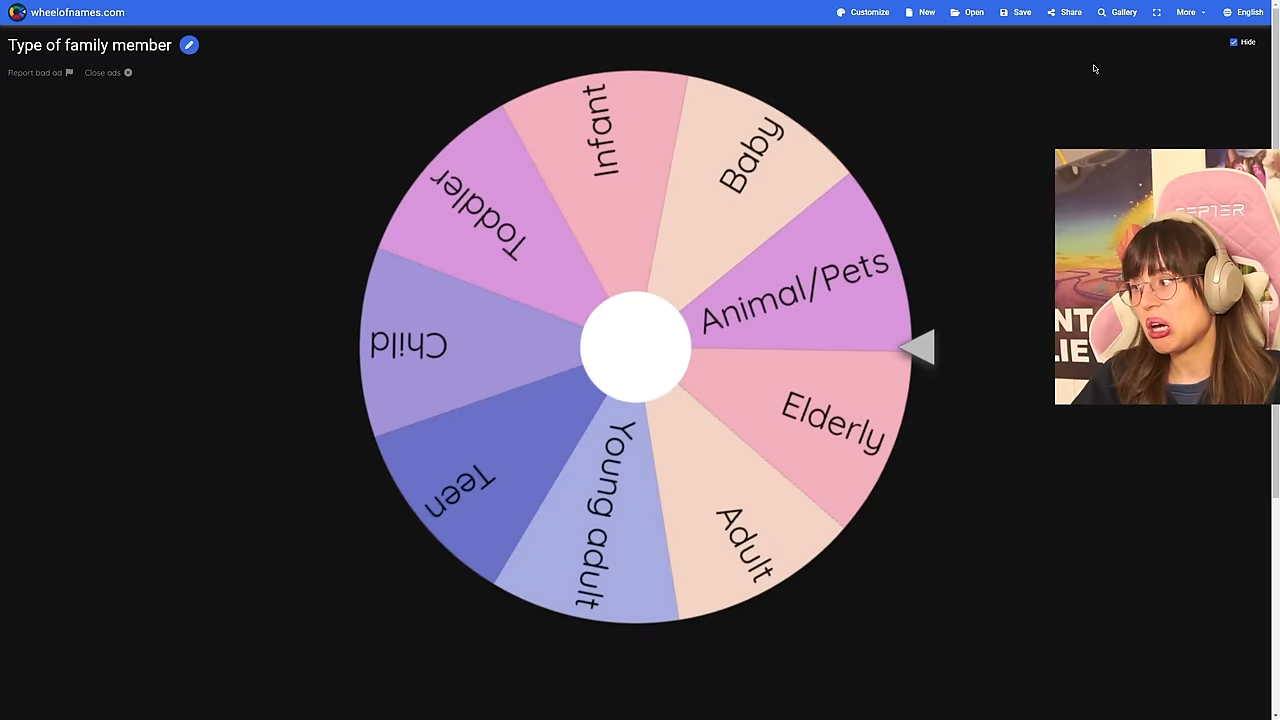 wheelofnames.com
Customize
New
Open
Save
Share
Gallery
More
English
Type of family member
Hide
Report bad ad
Close ads
Infant
Baby
Toddler
Animal/Pets
Child
Elderly
Teen
Young adult
Adult